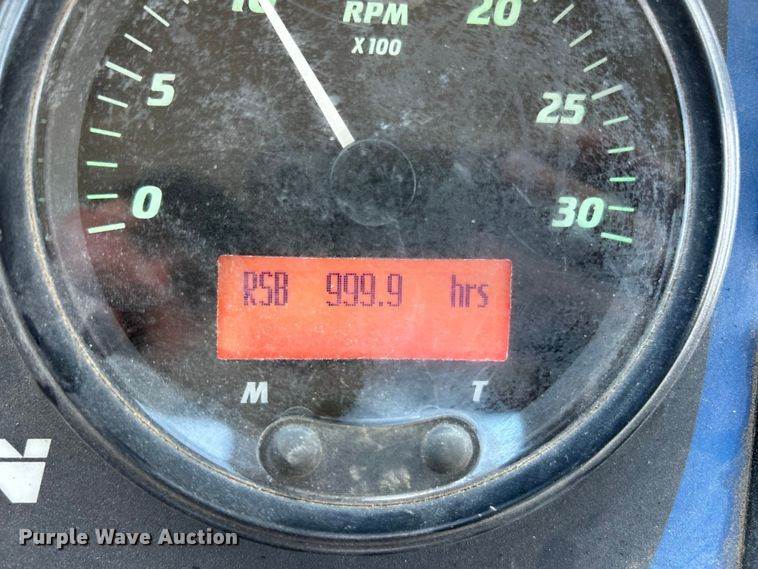 10 RPM 20
X100
5 25
0 30
RSB 999.9 hrs
M T
N
Purple Wave Auction